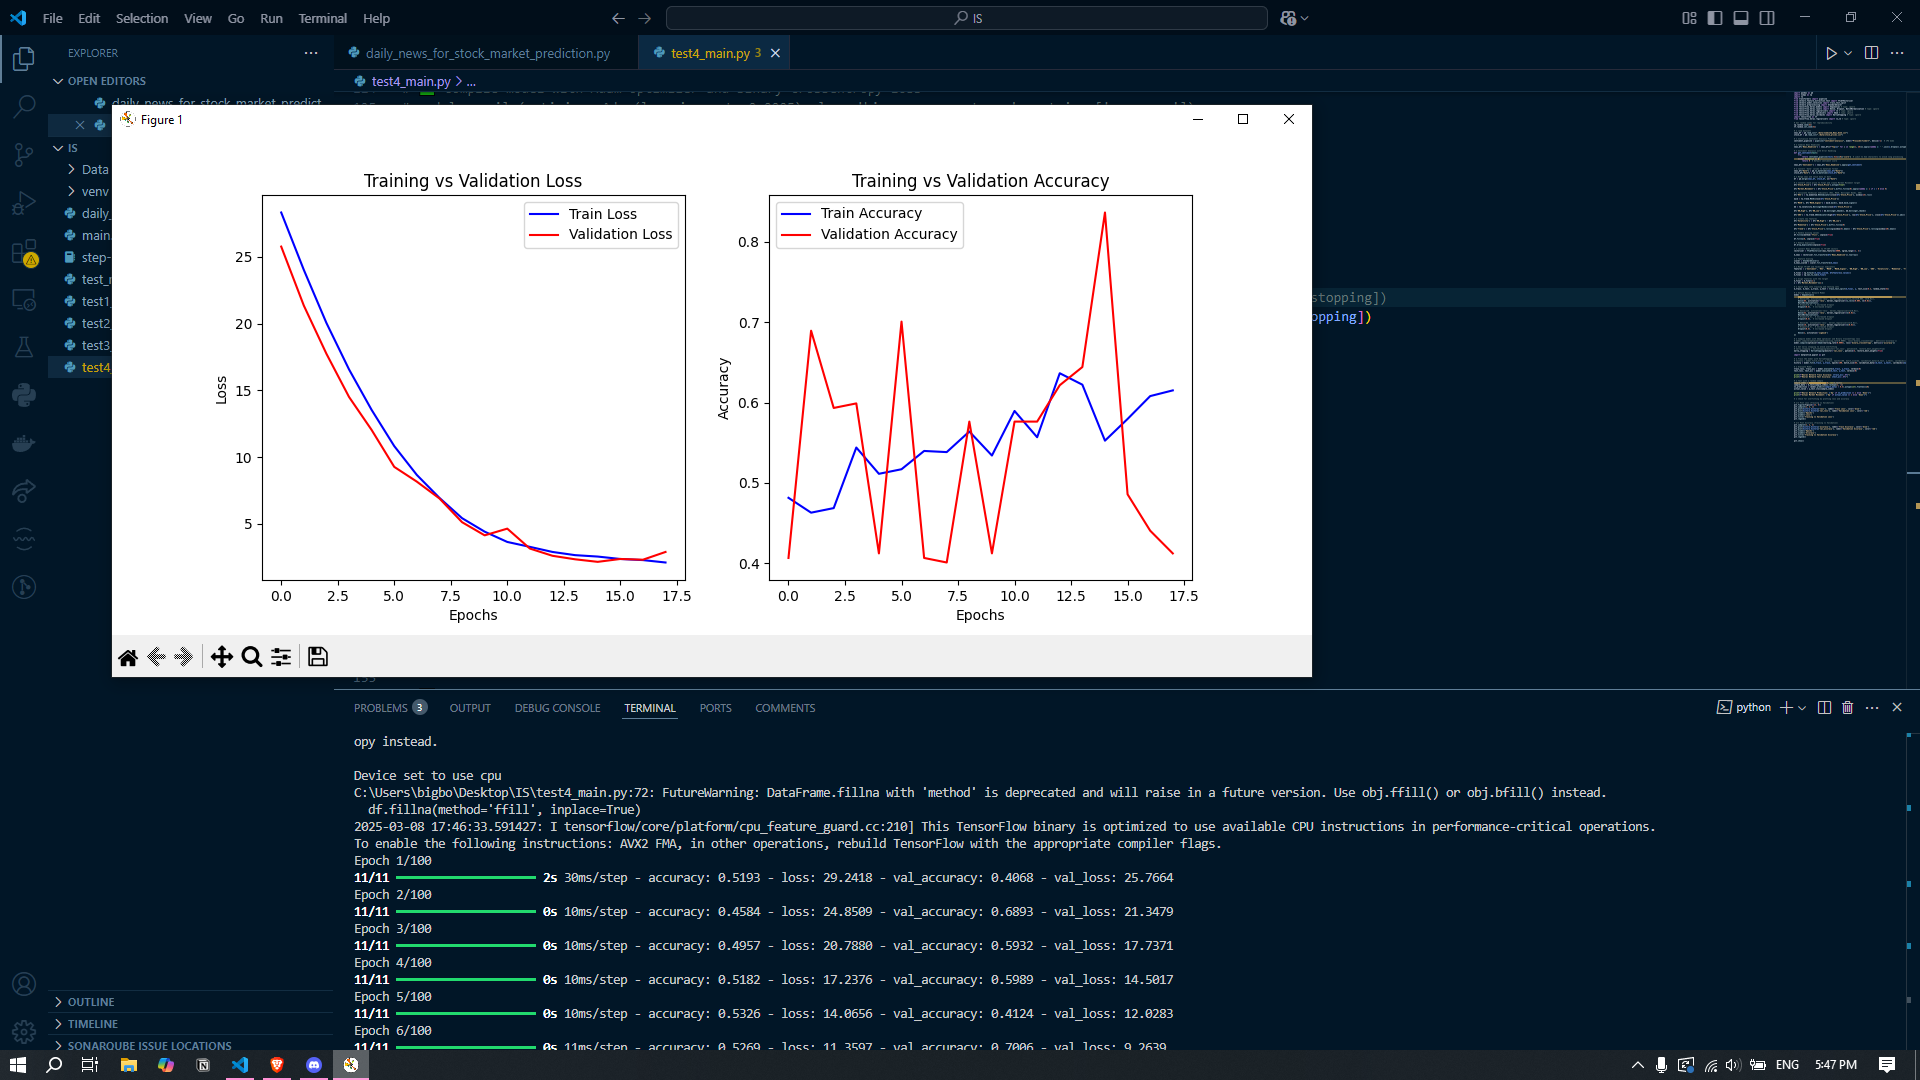 File Edit Selection View Go Run Terminal Help
IS
EXPLORER
daily_news_for_stock_market_prediction.py
test4_main.py 3
OPEN EDITORS
test4_main.py > ...
daily_news_for_stock_market_predict
Figure 1
IS
Data
venv
daily_
main.
step-
test_
test1_
test2_
test3_
test4_
stopping])
opping])
Training vs Validation Loss
Train Loss
Validation Loss
25
20
15
10
5
Loss
0.0 2.5 5.0 7.5 10.0 12.5 15.0 17.5
Epochs
Training vs Validation Accuracy
Train Accuracy
Validation Accuracy
0.8
0.7
0.6
0.5
0.4
Accuracy
0.0 2.5 5.0 7.5 10.0 12.5 15.0 17.5
Epochs
PROBLEMS 3 OUTPUT DEBUG CONSOLE TERMINAL PORTS COMMENTS
python
opy instead.
Device set to use cpu
C:\Users\bigbo\Desktop\IS\test4_main.py:72: FutureWarning: DataFrame.fillna with 'method' is deprecated and will raise in a future version. Use obj.ffill() or obj.bfill() instead.
df.fillna(method='ffill', inplace=True)
2025-03-08 17:46:33.591427: I tensorflow/core/platform/cpu_feature_guard.cc:210] This TensorFlow binary is optimized to use available CPU instructions in performance-critical operations.
To enable the following instructions: AVX2 FMA, in other operations, rebuild TensorFlow with the appropriate compiler flags.
Epoch 1/100
11/11 2s 30ms/step - accuracy: 0.5193 - loss: 29.2418 - val_accuracy: 0.4068 - val_loss: 25.7664
Epoch 2/100
11/11 0s 10ms/step - accuracy: 0.4584 - loss: 24.8509 - val_accuracy: 0.6893 - val_loss: 21.3479
Epoch 3/100
11/11 0s 10ms/step - accuracy: 0.4957 - loss: 20.7880 - val_accuracy: 0.5932 - val_loss: 17.7371
Epoch 4/100
11/11 0s 10ms/step - accuracy: 0.5182 - loss: 17.2376 - val_accuracy: 0.5989 - val_loss: 14.5017
Epoch 5/100
11/11 0s 10ms/step - accuracy: 0.5326 - loss: 14.0656 - val_accuracy: 0.4124 - val_loss: 12.0283
Epoch 6/100
11/11 0s 11ms/step - accuracy: 0.5269 - loss: 11.3597 - val_accuracy: 0.7006 - val_loss: 9.2639
OUTLINE
TIMELINE
SONARQUBE ISSUE LOCATIONS
ENG 5:47 PM